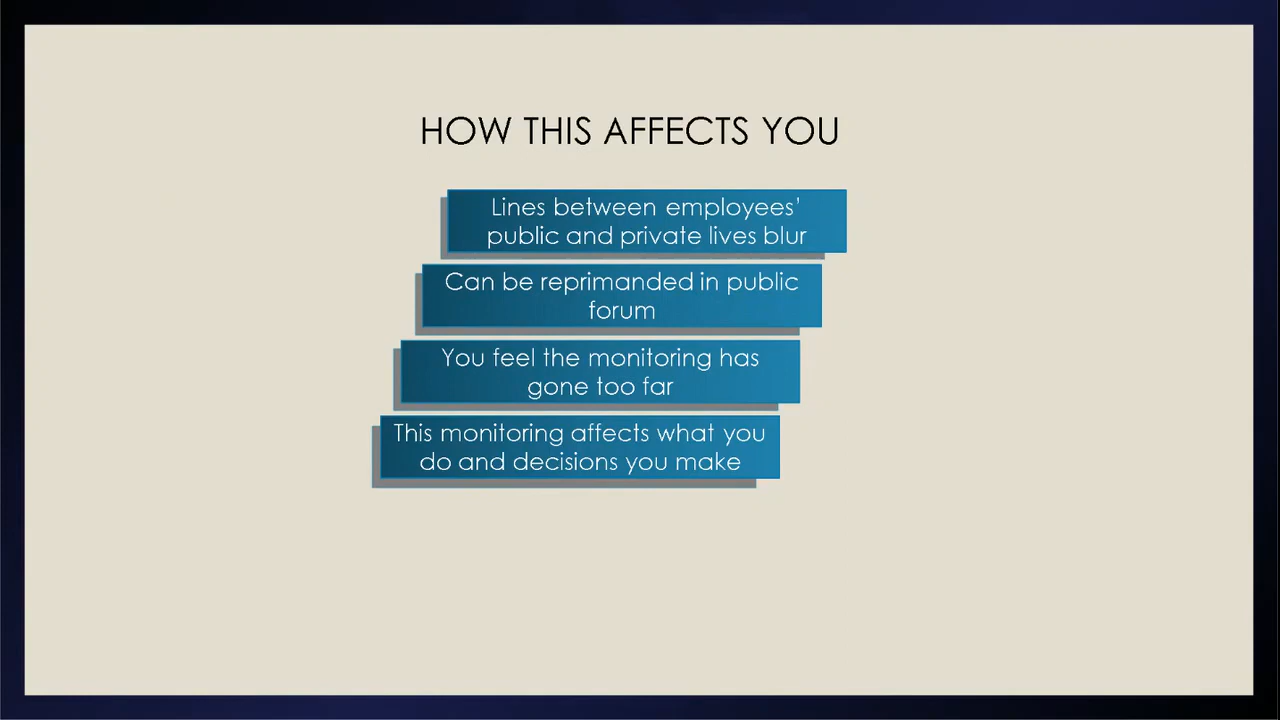 HOW THIS AFFECTS YOU
Lines between employees'
public and private lives blur
Can be reprimanded in public
forum
You feel the monitoring has
gone too far
This monitoring affects what you
do and decisions you make